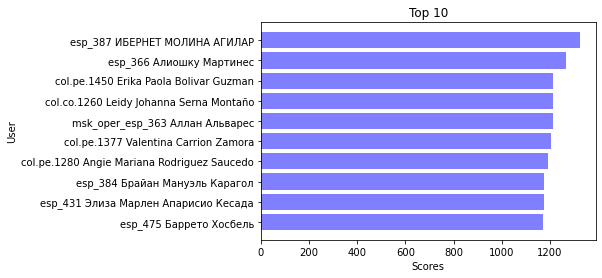 Top 10
User
esp_387 ИБЕРНЕТ МОЛИНА АГИЛАР
esp_366 Алиошку Мартинес
col.pe.1450 Erika Paola Bolivar Guzman
col.co.1260 Leidy Johanna Serna Montaño
msk_oper_esp_363 Аллан Альварес
col.pe.1377 Valentina Carrion Zamora
col.pe.1280 Angie Mariana Rodriguez Saucedo
esp_384 Брайан Мануэль Карагол
esp_431 Элиза Марлен Апарисио Кесада
esp_475 Баррето Хосбель
0 200 400 600 800 1000 1200
Scores